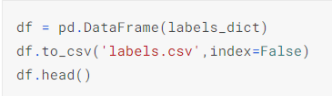 df = pd.DataFrame(labels_dict)
df.to_csv('labels.csv',index=False)
df.head()